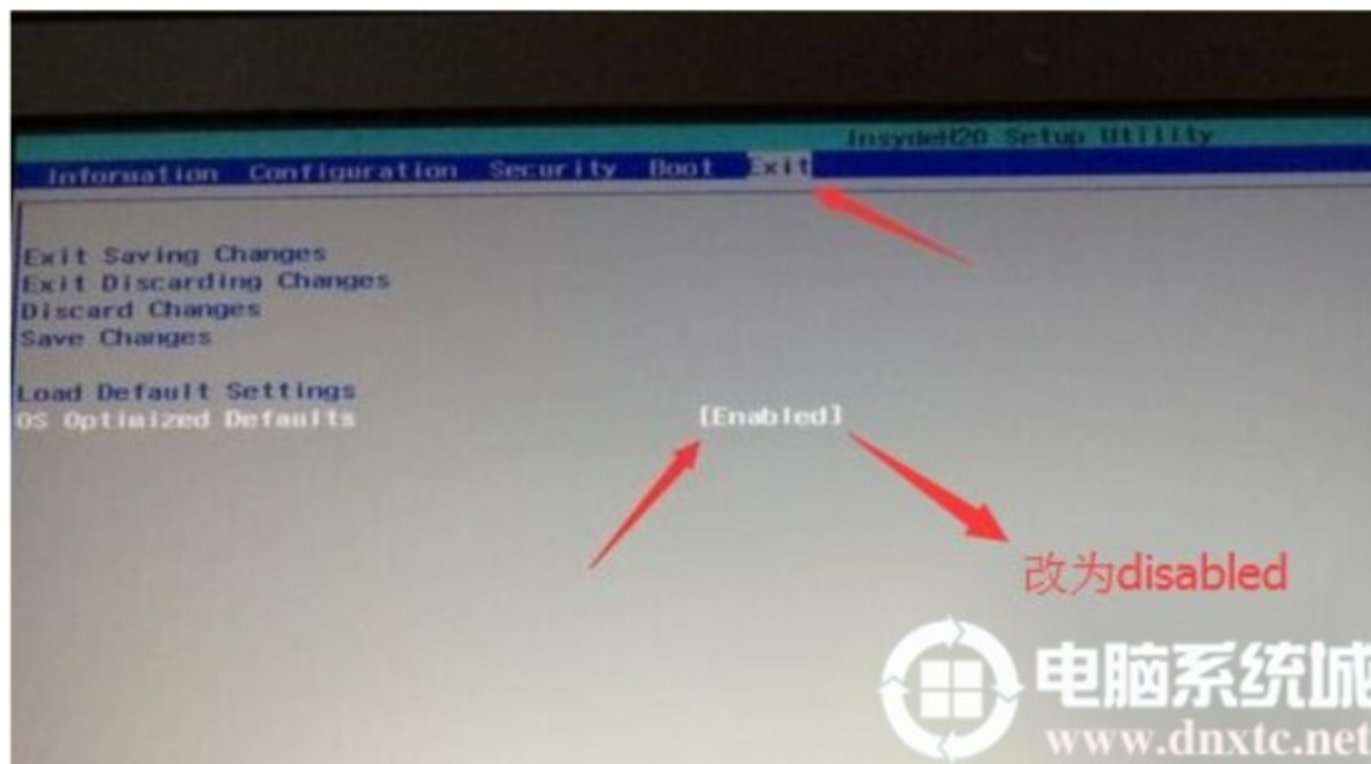 InsydeH20 Setup Utility
Information Configuration Security Boot Exit
Exit Saving Changes
Exit Discarding Changes
Discard Changes
Save Changes
Load Default Settings
OS Optimized Defaults [Enabled]
改为disabled
电脑系统城
www.dnxtc.net